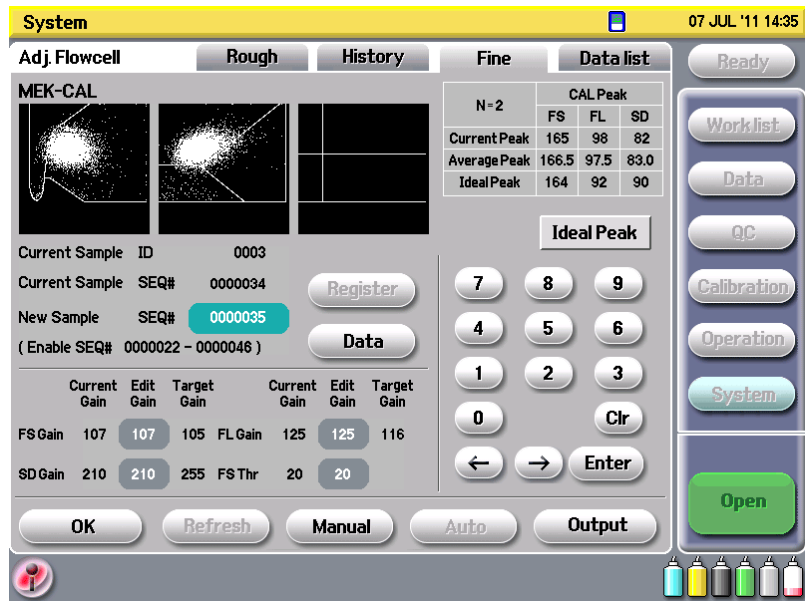 System
07 JUL '11 14:35
Adj. Flowcell
Rough
History
Fine
Data list
Ready
MEK-CAL
N=2
CAL Peak
FS FL SD
Current Peak 165 98 82
Average Peak 166.5 97.5 83.0
Ideal Peak 164 92 90
Ideal Peak
Work list
Data
QC
Calibration
Operation
System
Open
Current Sample ID 0003
Current Sample SEQ# 0000034
New Sample SEQ# 0000035
( Enable SEQ# 0000022 - 0000046 )
Register
Data
7 8 9
4 5 6
1 2 3
0 Clr
← → Enter
Current Gain Edit Gain Target Gain Current Gain Edit Gain Target Gain
FS Gain 107 107 105 FL Gain 125 125 116
SD Gain 210 210 255 FS Thr 20 20
OK
Refresh
Manual
Auto
Output